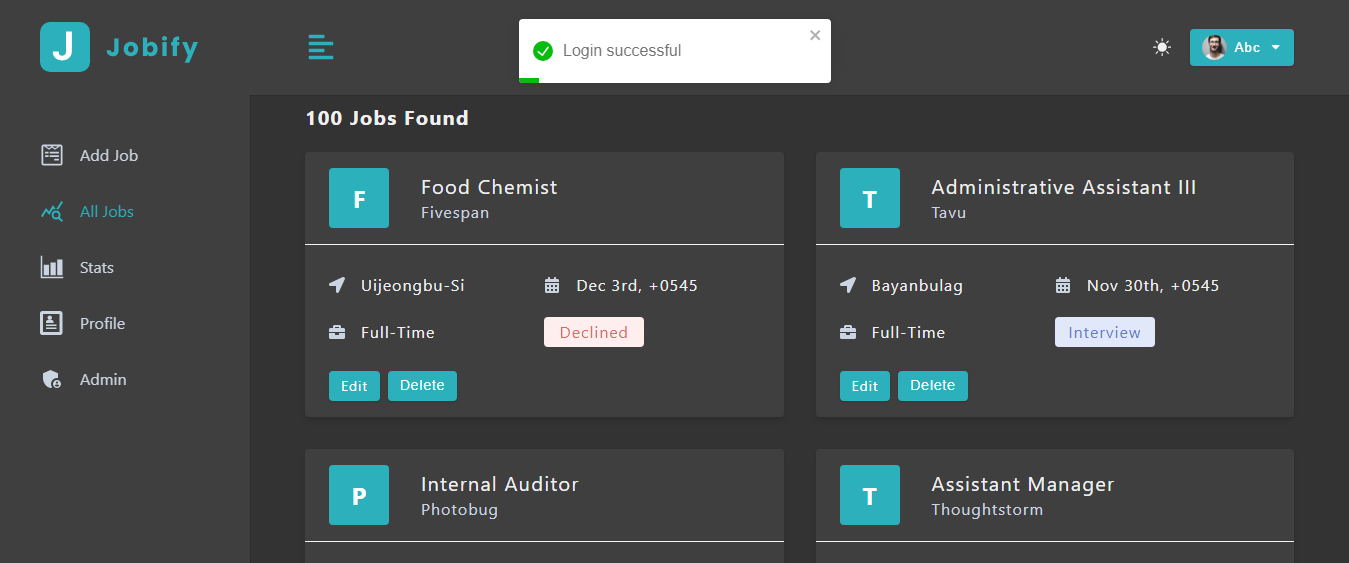 J Jobify
Login successful
Abc
Add Job
All Jobs
Stats
Profile
Admin
100 Jobs Found
F
Food Chemist
Fivespan
Uijeongbu-Si
Dec 3rd, +0545
Full-Time
Declined
Edit
Delete
T
Administrative Assistant III
Tavu
Bayanbulag
Nov 30th, +0545
Full-Time
Interview
Edit
Delete
P
Internal Auditor
Photobug
T
Assistant Manager
Thoughtstorm